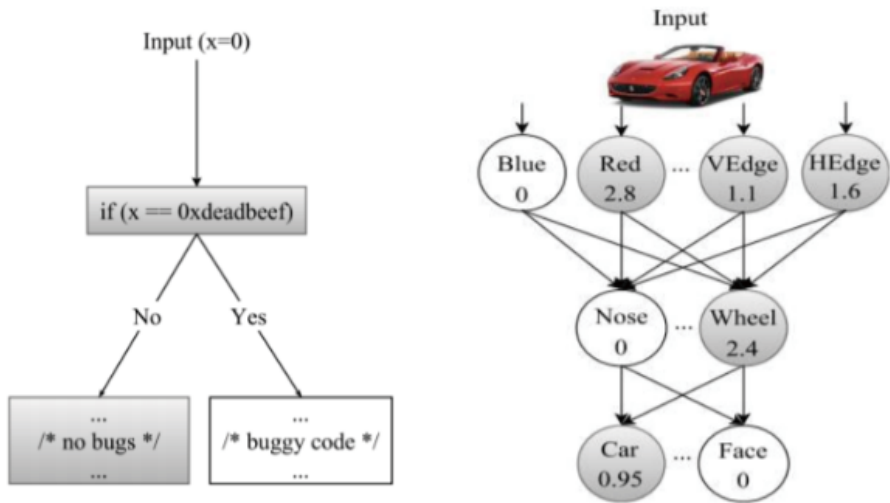 Input (x=0)
if (x == 0xdeadbeef)
No
Yes
...
/* no bugs */
...
...
/* buggy code */
...
Input
Blue
0
Red
2.8
...
VEdge
1.1
HEdge
1.6
Nose
0
...
Wheel
2.4
Car
0.95
...
Face
0